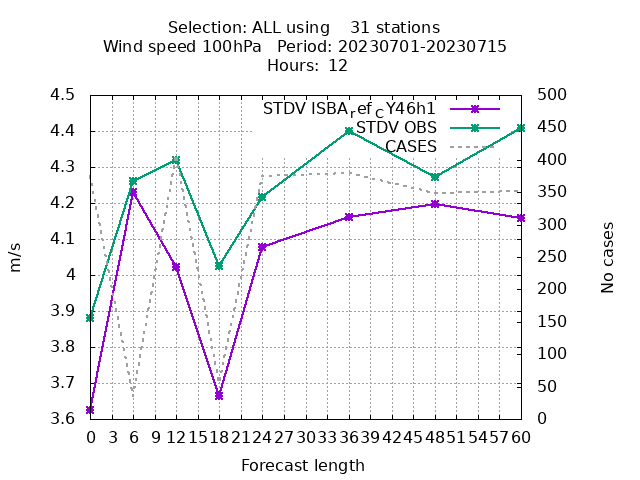 Selection: ALL using 31 stations
Wind speed 100hPa Period: 20230701-20230715
Hours: 12
STDV ISBArefCY46h1
STDV OBS
CASES
4.5
4.4
4.3
4.2
4.1
4
3.9
3.8
3.7
3.6
m/s
500
450
400
350
300
250
200
150
100
50
0
No cases
0 3 6 9 12 15 18 21 24 27 30 33 36 39 42 45 48 51 54 57 60
Forecast length